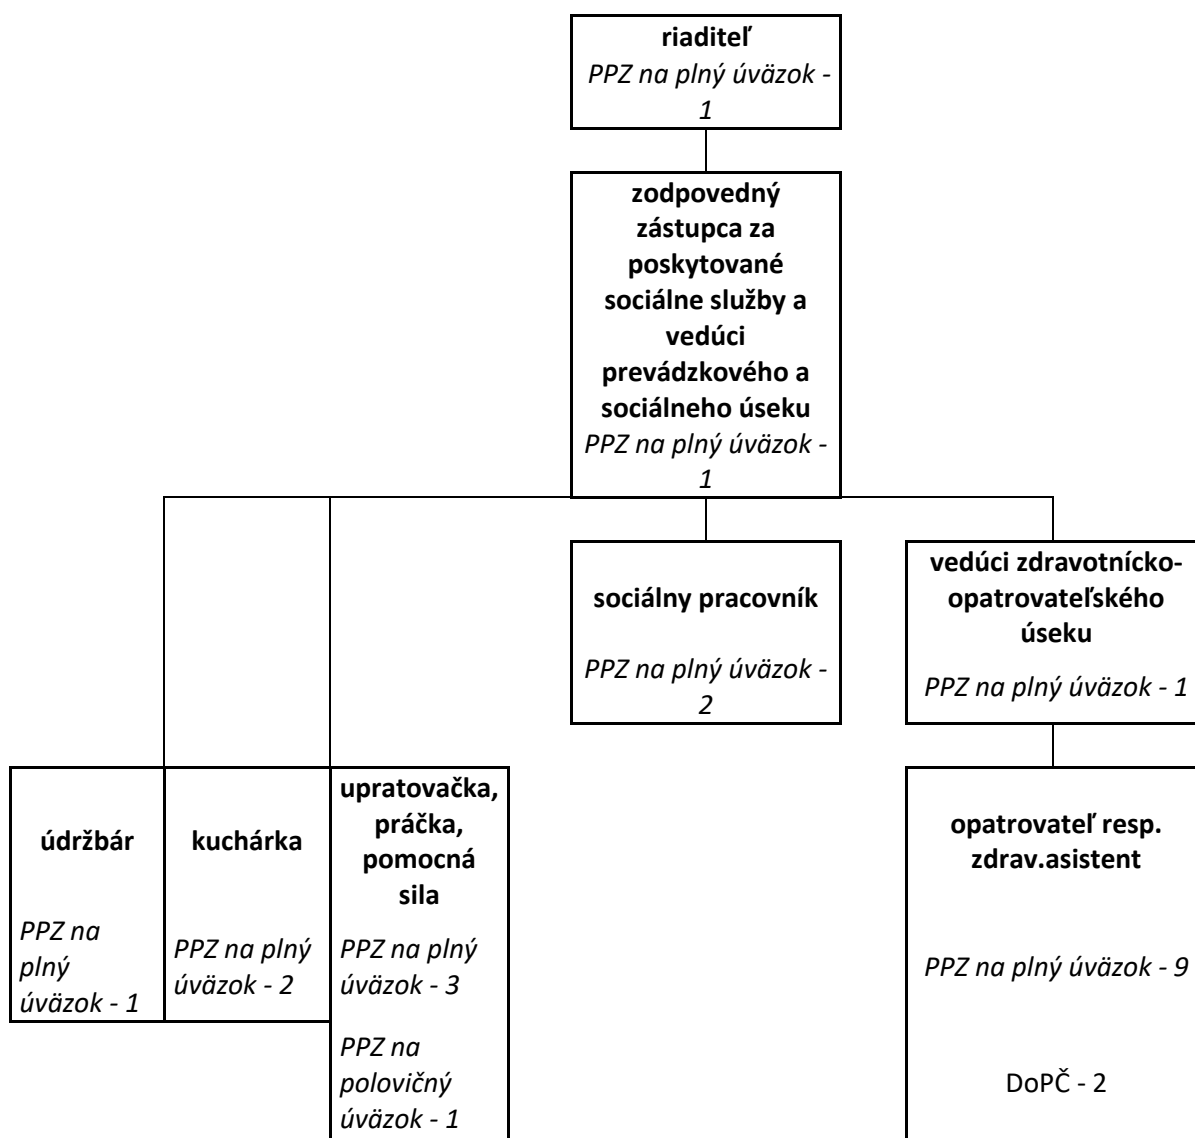 riaditeľ
PPZ na plný úväzok -
1
zodpovedný
zástupca za
poskytované
sociálne služby a
vedúci
prevádzkového a
sociálneho úseku
PPZ na plný úväzok -
1
sociálny pracovník
PPZ na plný úväzok -
2
vedúci zdravotnícko-
opatrovateľského
úseku
PPZ na plný úväzok - 1
údržbár
PPZ na
plný
úväzok - 1
kuchárka
PPZ na plný
úväzok - 2
upratovačka,
práčka,
pomocná
sila
PPZ na plný
úväzok - 3
PPZ na
polovičný
úväzok - 1
opatrovateľ resp.
zdrav.asistent
PPZ na plný úväzok - 9
DoPČ - 2